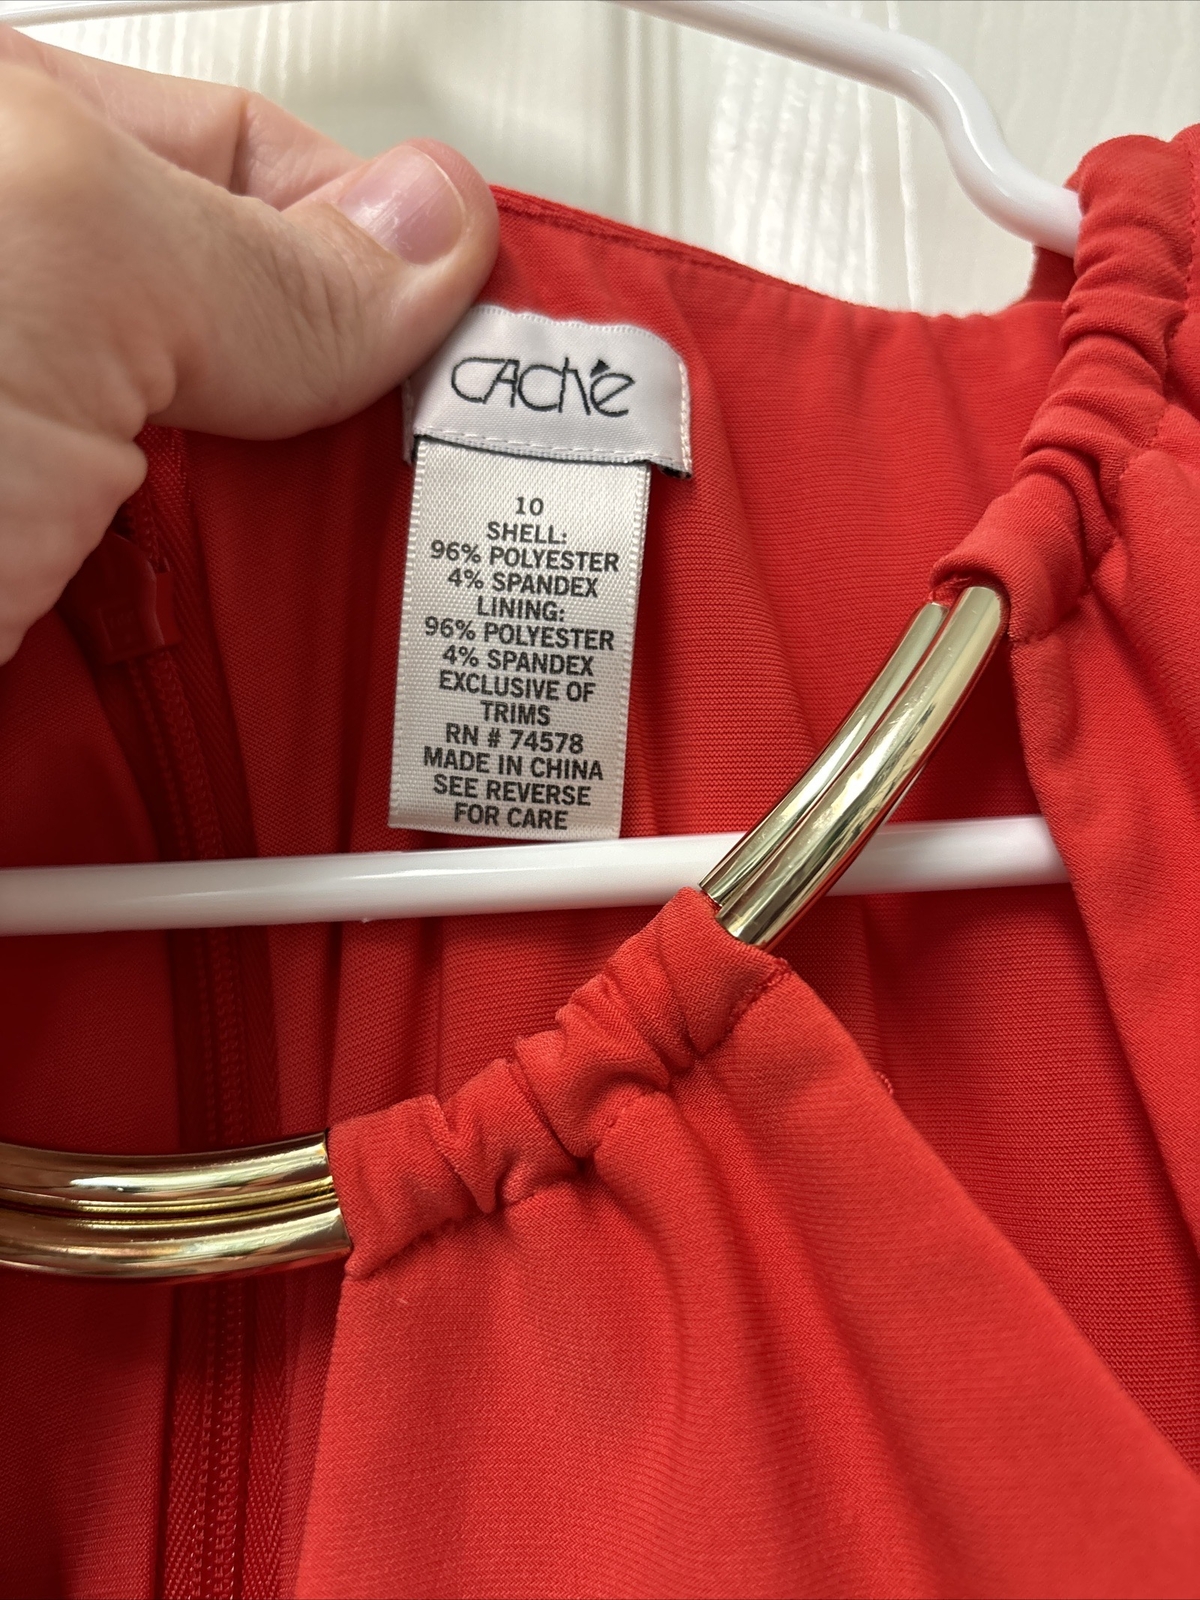 CAChé
10
SHELL:
96% POLYESTER
4% SPANDEX
LINING:
96% POLYESTER
4% SPANDEX
EXCLUSIVE OF
TRIMS
RN # 74578
MADE IN CHINA
SEE REVERSE
FOR CARE